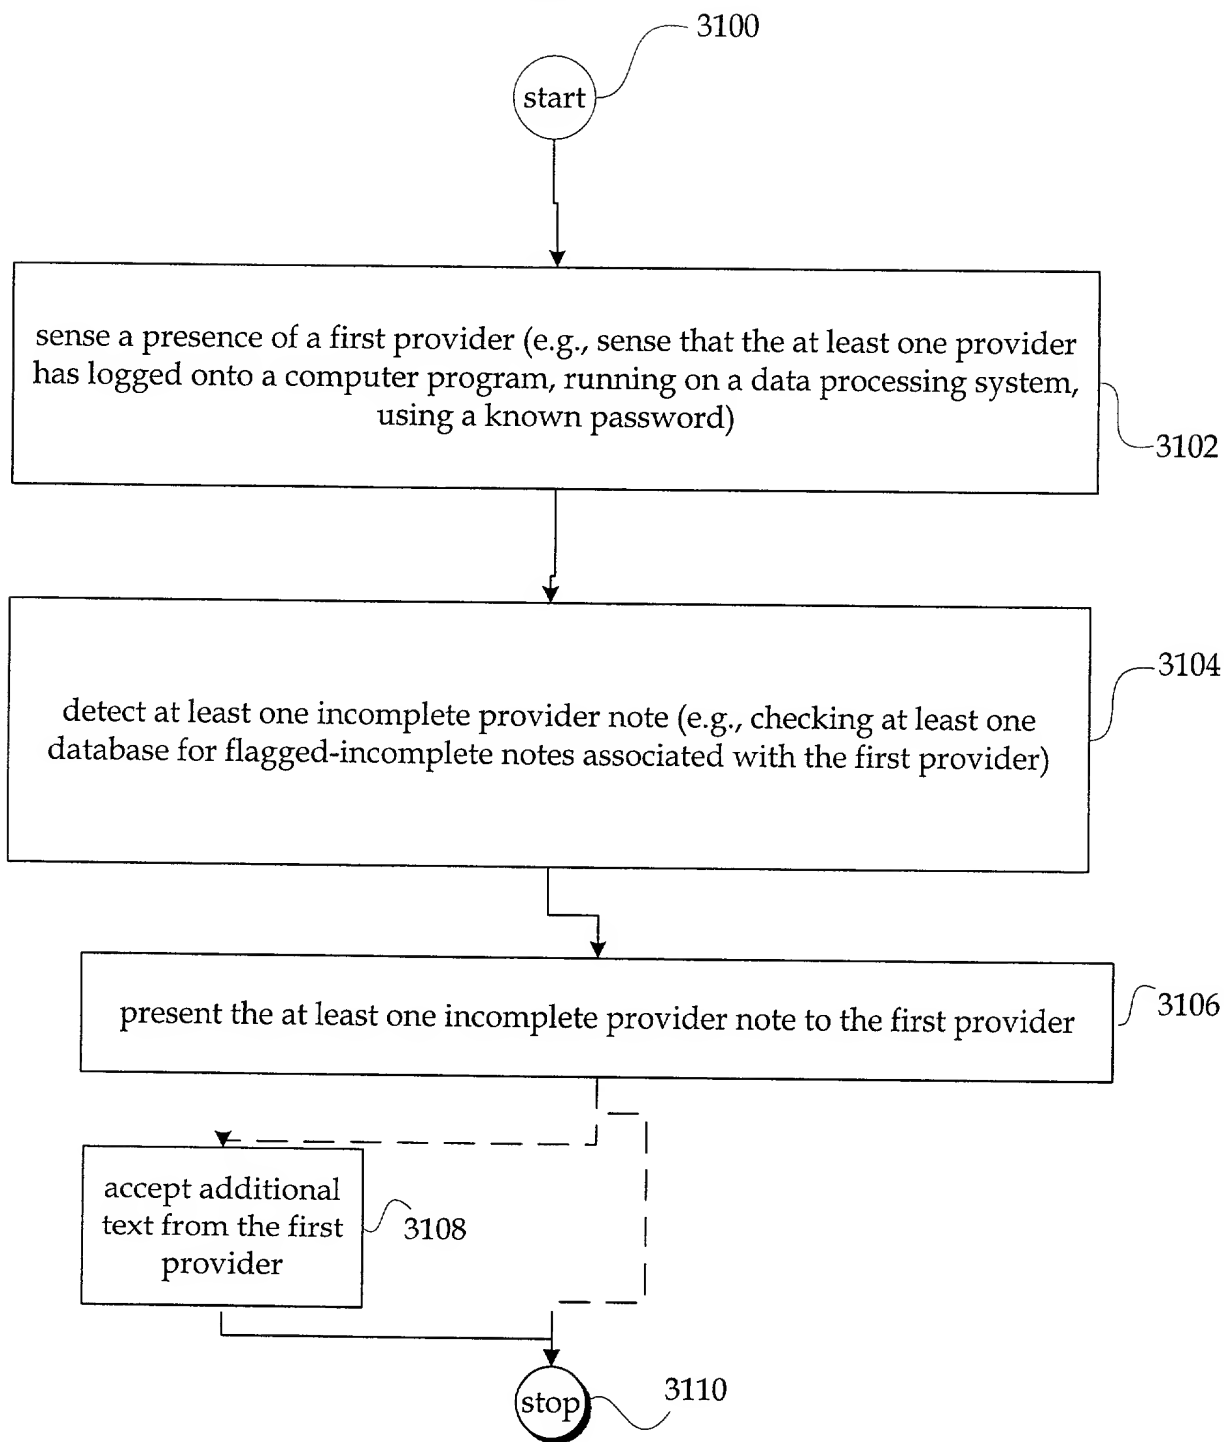 3100
start
sense a presence of a first provider (e.g., sense that the at least one provider
has logged onto a computer program, running on a data processing system,
using a known password)
3102
3104
detect at least one incomplete provider note (e.g., checking at least one
database for flagged-incomplete notes associated with the first provider)
present the at least one incomplete provider note to the first provider
3106
accept additional
text from the first
provider
3108
stop
3110